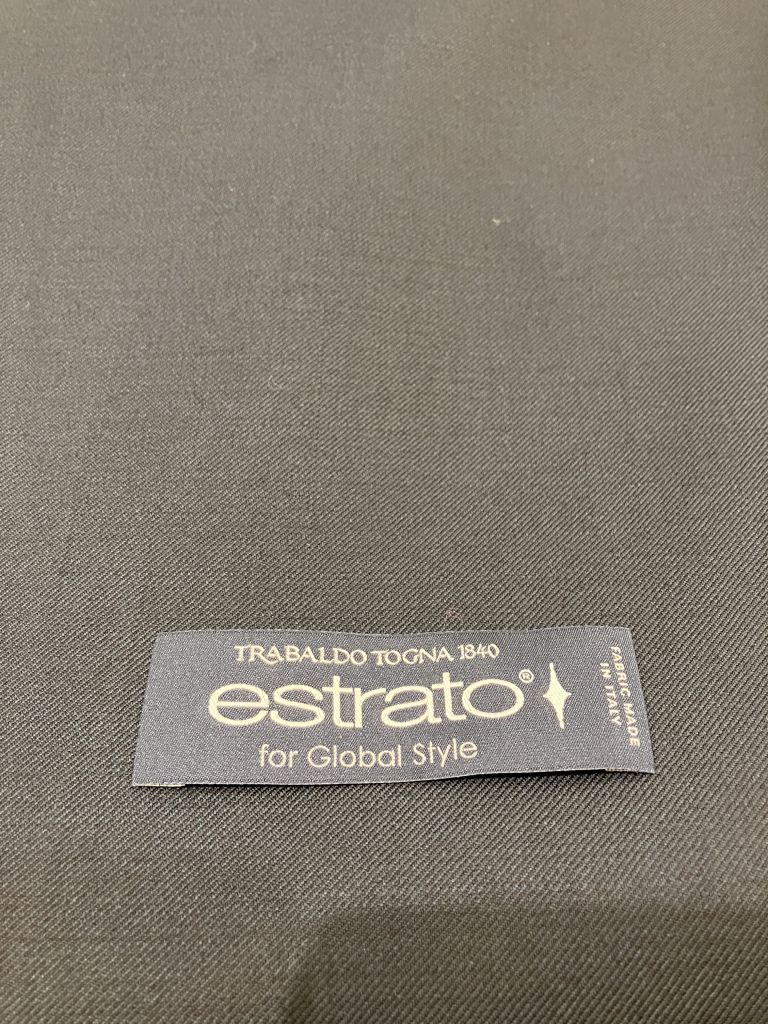 TRABALDO TOGNA 1840
estrato®
for Global Style
FABRIC MADE
IN ITALY